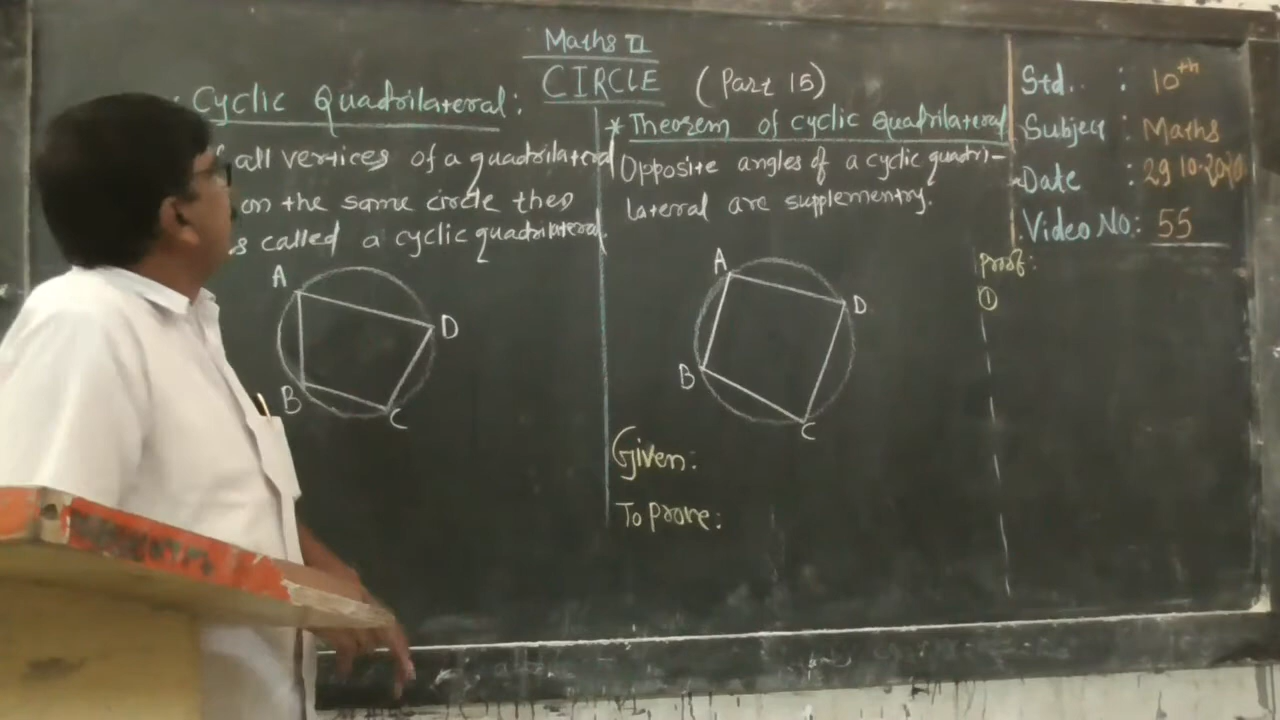 Maths II
CIRCLE (Part 15)
Cyclic Quadrilateral:
all vertices of a quadrilateral
on the same circle then
is called a cyclic quadrilateral.
A
D
B
C
* Theorem of cyclic Quadrilateral
Opposite angles of a cyclic quadri-
lateral are supplementry.
A
D
B
C
Given:
To prove:
Std. : 10th
Subject : Maths
Date : 29 10-2020
Video No: 55
Proof:
①